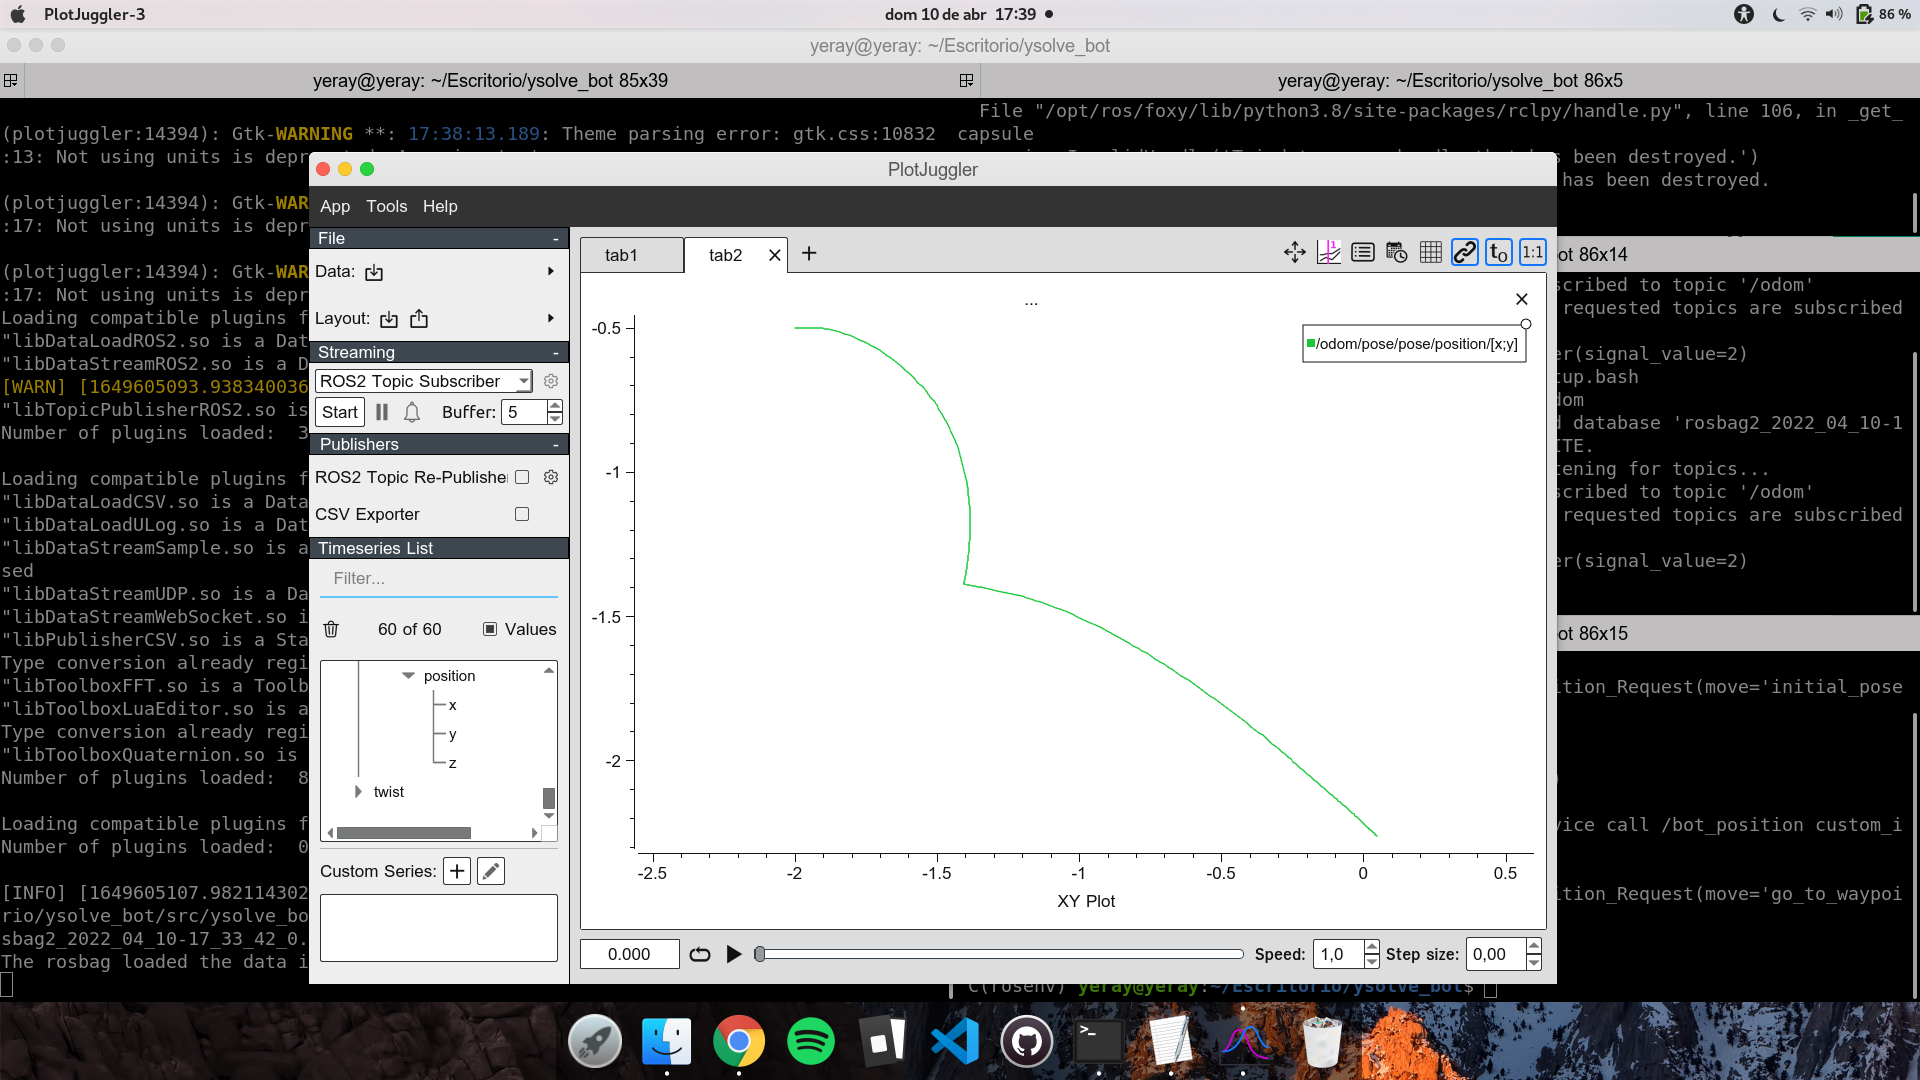 PlotJuggler-3
dom 10 de abr 17:39
86 %
yeray@yeray: ~/Escritorio/ysolve_bot
yeray@yeray: ~/Escritorio/ysolve_bot 85x39
yeray@yeray: ~/Escritorio/ysolve_bot 86x5
(plotjuggler:14394): Gtk-WARNING **: 17:38:13.189: Theme parsing error: gtk.css:10832
:13: Not using units is depr
(plotjuggler:14394): Gtk-WAR
:17: Not using units is depr
(plotjuggler:14394): Gtk-WAR
:17: Not using units is depr
Loading compatible plugins f
"libDataLoadROS2.so is a Dat
"libDataStreamROS2.so is a D
[WARN] [1649605093.938340036
"libTopicPublisherROS2.so is
Number of plugins loaded: 3
Loading compatible plugins f
"libDataLoadCSV.so is a Data
"libDataLoadULog.so is a Dat
"libDataStreamSample.so is a
sed
"libDataStreamUDP.so is a Da
"libDataStreamWebSocket.so i
"libPublisherCSV.so is a Sta
Type conversion already regi
"libToolboxFFT.so is a Toolb
"libToolboxLuaEditor.so is a
Type conversion already regi
"libToolboxQuaternion.so is
Number of plugins loaded: 8
Loading compatible plugins f
Number of plugins loaded: 0
[INFO] [1649605107.982114302
rio/ysolve_bot/src/ysolve_bo
sbag2_2022_04_10-17_33_42_0.
The rosbag loaded the data i
File "/opt/ros/foxy/lib/python3.8/site-packages/rclpy/handle.py", line 106, in _get_
capsule
s been destroyed.')
has been destroyed.
ot 86x14
cribed to topic '/odom'
requested topics are subscribed
er(signal_value=2)
tup.bash
dom
d database 'rosbag2_2022_04_10-1
ITE.
tening for topics...
cribed to topic '/odom'
requested topics are subscribed
er(signal_value=2)
ot 86x15
ition_Request(move='initial_pose
vice call /bot_position custom_i
ition_Request(move='go_to_waypoi
C(rosenv) yeray@yeray:~/Escritorio/ysolve_bot$
PlotJuggler
App Tools Help
File -
Data:
Layout:
Streaming -
ROS2 Topic Subscriber
Start Buffer: 5
Publishers -
ROS2 Topic Re-Publishe
CSV Exporter
Timeseries List
Filter...
60 of 60 Values
position
x
y
z
twist
Custom Series:
tab1 tab2
1
t0 1:1
...
/odom/pose/pose/position/[x;y]
-0.5
-1
-1.5
-2
-2.5 -2 -1.5 -1 -0.5 0 0.5
XY Plot
0.000 Speed: 1,0 Step size: 0,00
>_